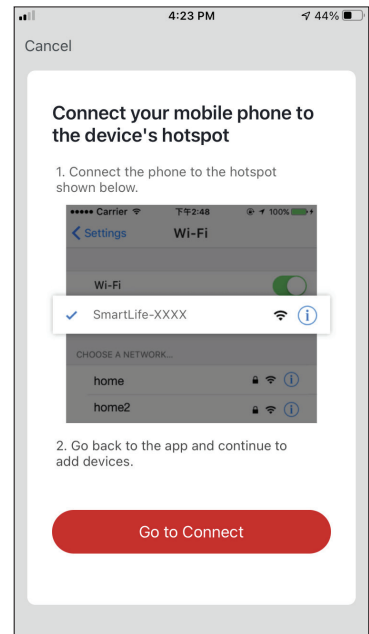 4:23 PM 44%
Cancel
Connect your mobile phone to
the device's hotspot
1. Connect the phone to the hotspot
shown below.
Carrier 下午2:48 100%
Settings Wi-Fi
Wi-Fi
SmartLife-XXXX
CHOOSE A NETWORK...
home
home2
2. Go back to the app and continue to
add devices.
Go to Connect